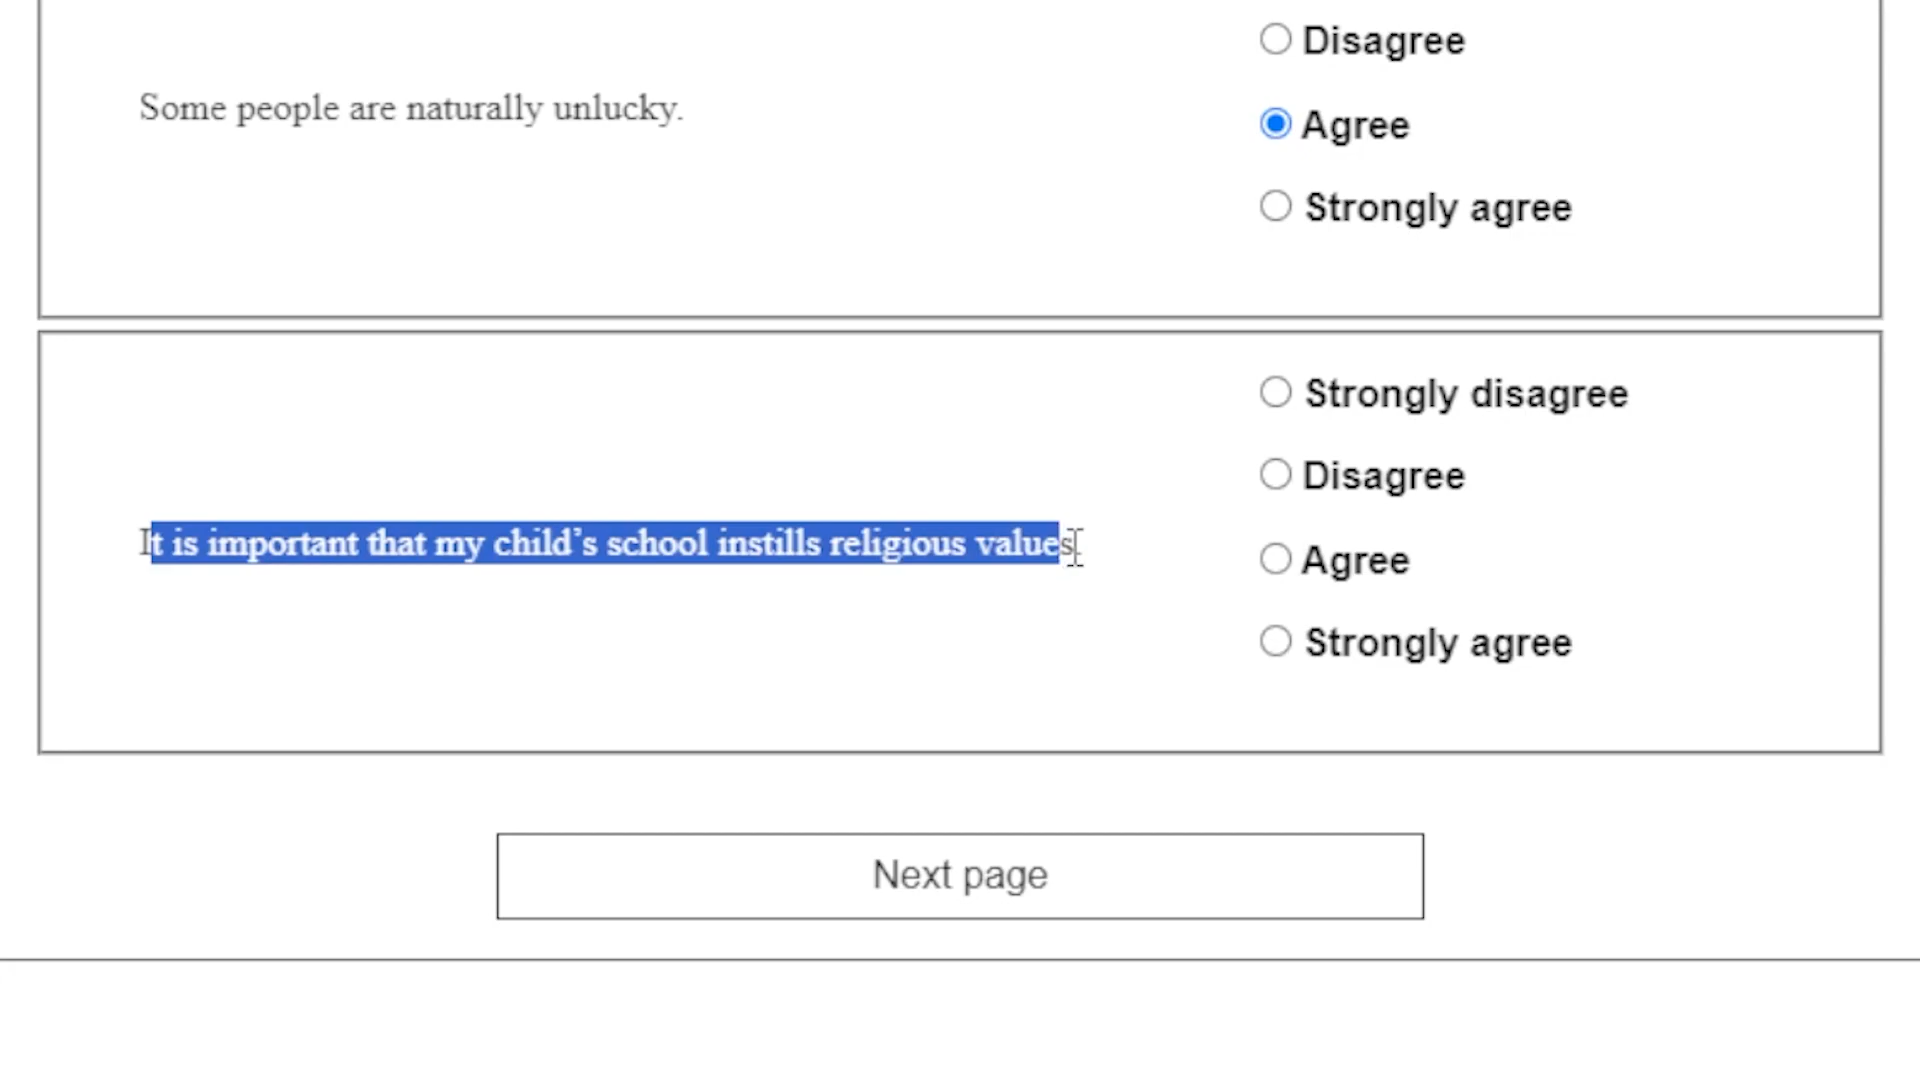 Disagree
Some people are naturally unlucky.
Agree
Strongly agree
Strongly disagree
Disagree
It is important that my child’s school instills religious values.
Agree
Strongly agree
Next page